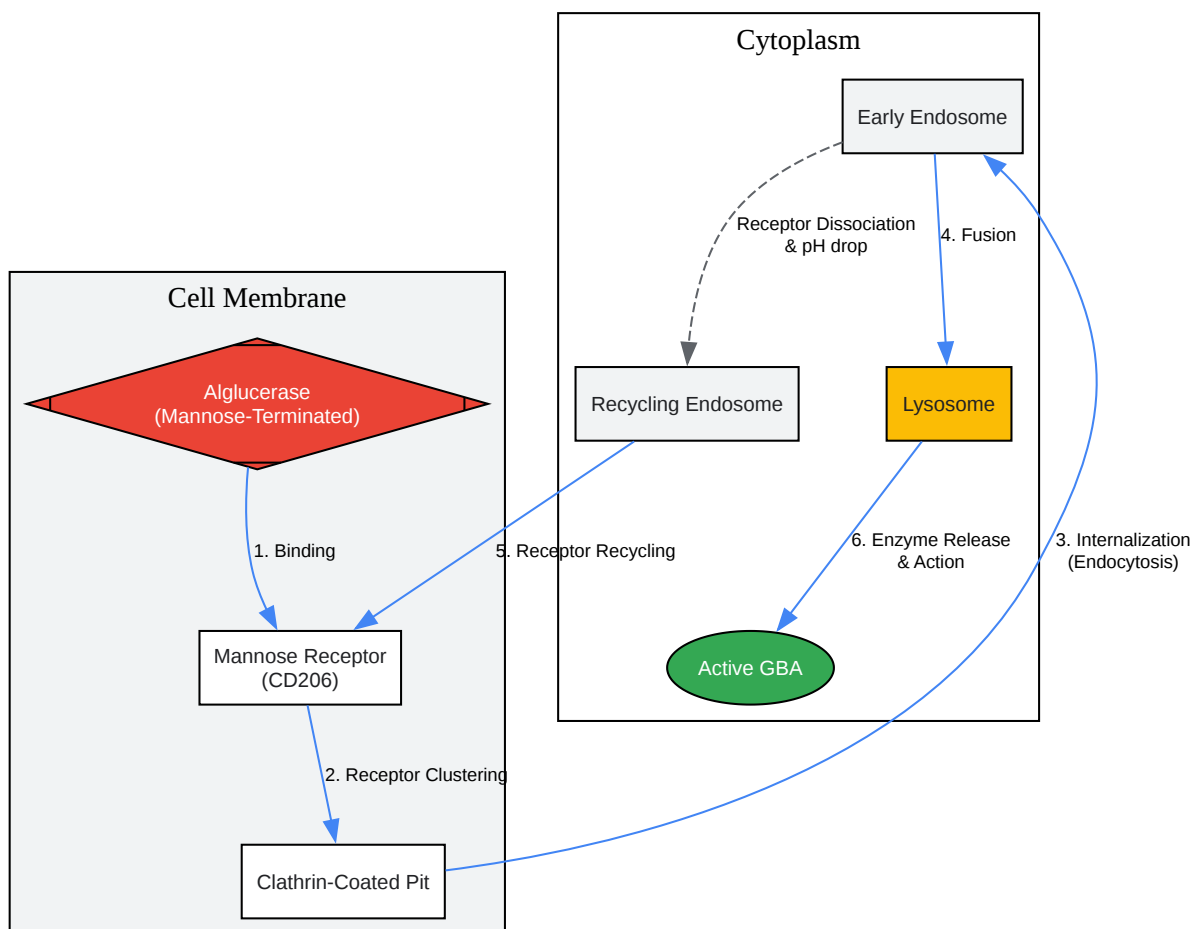 Cytoplasm
Early Endosome
Receptor Dissociation
& pH drop
4. Fusion
Cell Membrane
Alglucerase
(Mannose-Terminated)
Recycling Endosome
Lysosome
1. Binding
5. Receptor Recycling
6. Enzyme Release
& Action
3. Internalization
(Endocytosis)
Mannose Receptor
(CD206)
Active GBA
2. Receptor Clustering
Clathrin-Coated Pit